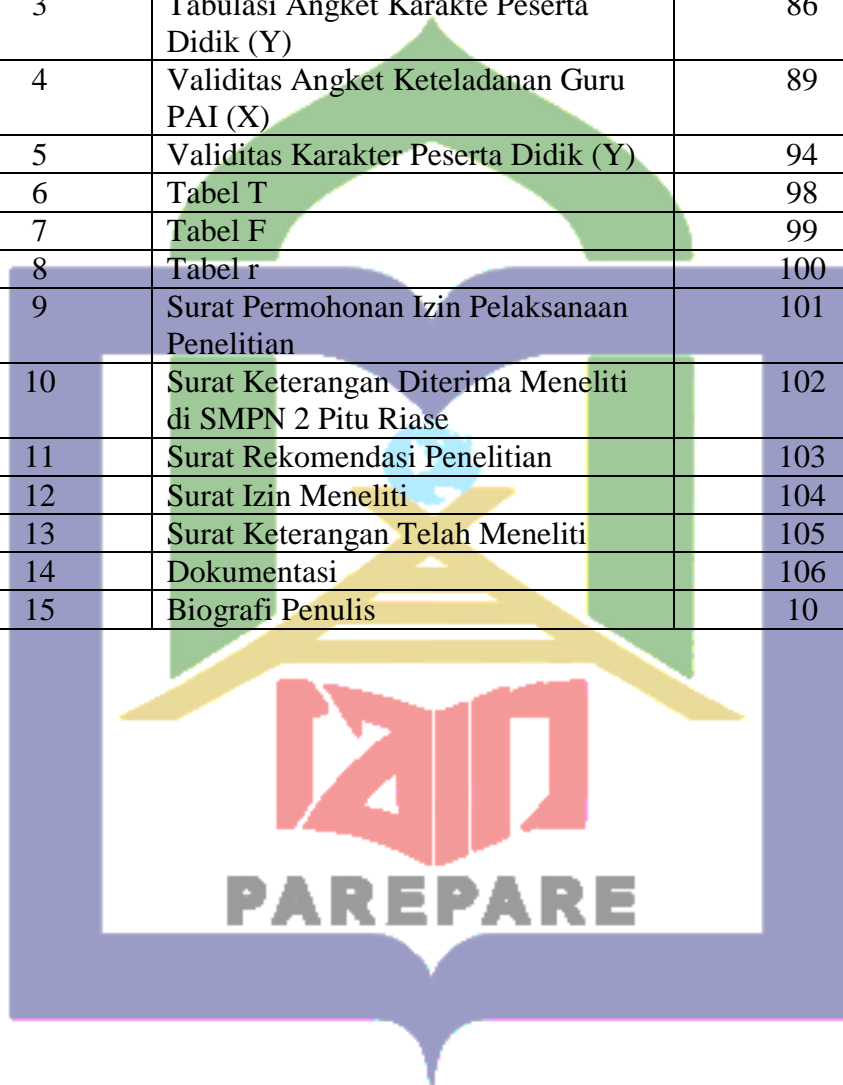 3 Tabulasi Angket Karakte Peserta 86
Didik (Y)
4 Validitas Angket Keteladanan Guru 89
PAI (X)
5 Validitas Karakter Peserta Didik (Y) 94
6 Tabel T 98
7 Tabel F 99
8 Tabel r 100
9 Surat Permohonan Izin Pelaksanaan 101
Penelitian
10 Surat Keterangan Diterima Meneliti 102
di SMPN 2 Pitu Riase
11 Surat Rekomendasi Penelitian 103
12 Surat Izin Meneliti 104
13 Surat Keterangan Telah Meneliti 105
14 Dokumentasi 106
15 Biografi Penulis 10
iain
PAREPARE